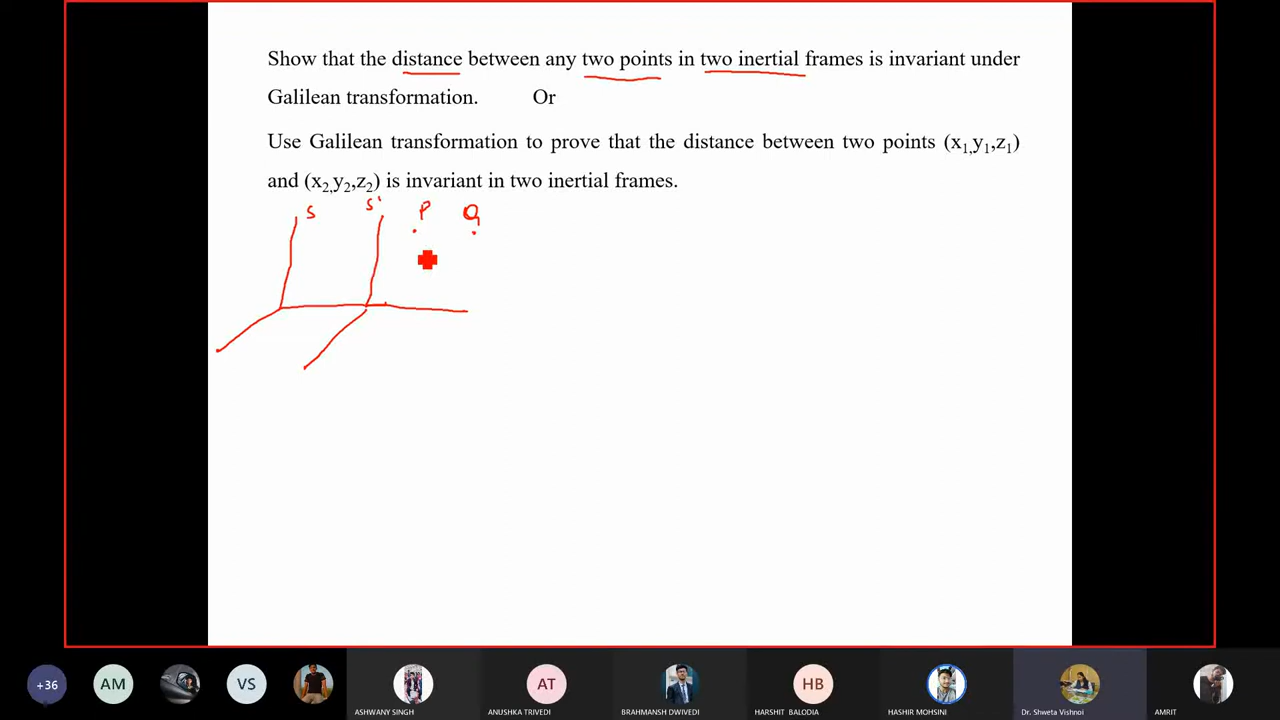 Show that the distance between any two points in two inertial frames is invariant under
Galilean transformation. Or
Use Galilean transformation to prove that the distance between two points (x1,y1,z1)
and (x2,y2,z2) is invariant in two inertial frames.
S S' P Q
+36 AM VS AT HB
ASHWANY SINGH ANUSHKA TRIVEDI BRAHMANSH DWIVEDI HARSHIT BALODIA HASHIR MOHSINI Dr. Shweta Vishnoi AMRIT